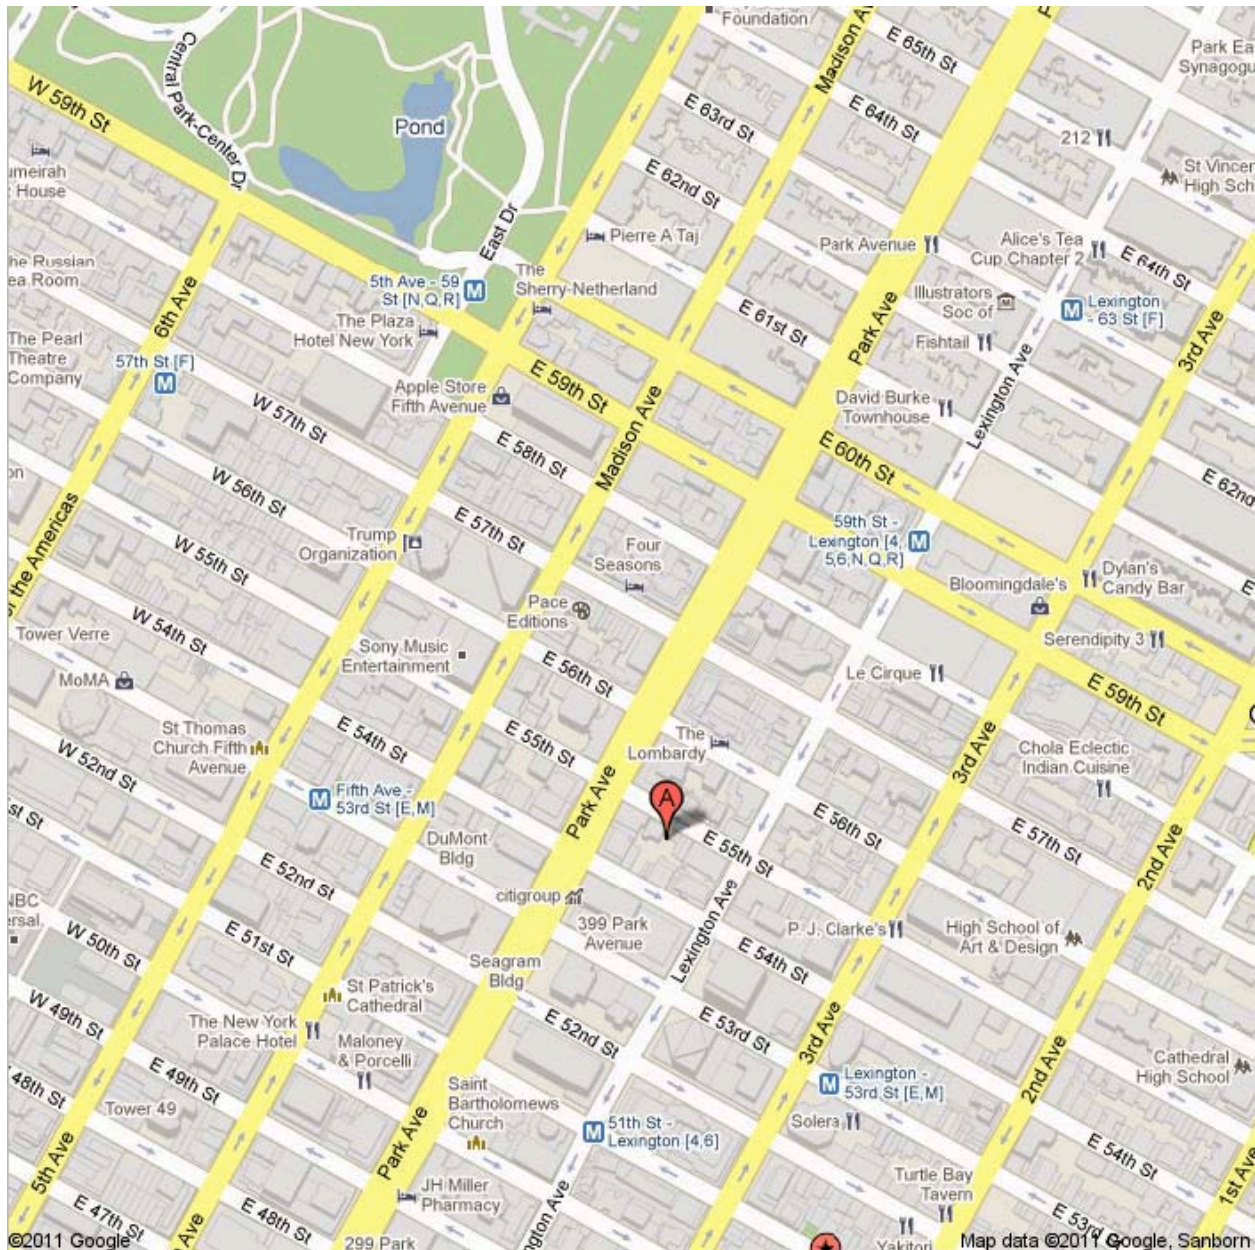 Foundation
Madison A
E 65th St
Park Ea
Synagogu
Central Park-Center Dr
W 59th St
Pond
E 63rd St
E 64th St
212
umeirah
House
E 62nd St
St Vincen
High Sch
East Dr
Pierre A Taj
Park Avenue
Alice's Tea
Cup Chapter 2
E 64th St
he Russian
ea Room
6th Ave
5th Ave - 59
St [N,Q,R]
The
Sherry-Netherland
E 61st St
Park Ave
Illustrators
Soc of
Lexington
- 63 St [F]
The Plaza
Hotel New York
Fishtail
3rd Ave
The Pearl
Theatre
Company
57th St [F]
Apple Store
Fifth Avenue
E 59th St
Madison Ave
David Burke
Townhouse
Lexington Ave
W 57th St
E 58th St
E 60th St
on
W 56th St
E 62nd
the Americas
W 55th St
Trump
Organization
E 57th St
Four
Seasons
59th St -
Lexington [4,
5,6,N,Q,R]
Bloomingdale's
Dylan's
Candy Bar
Pace
Editions
Tower Verre
W 54th St
Sony Music
Entertainment
E 56th St
Serendipity 3
MoMA
Le Cirque
E 59th St
St Thomas
Church Fifth
Avenue
E 54th St
E 55th St
The
Lombardy
3rd Ave
Chola Eclectic
Indian Cuisine
W 52nd St
Fifth Ave -
53rd St [E,M]
A
Park Ave
st St
DuMont
Bldg
E 55th St
E 56th St
E 57th St
2nd Ave
E 52nd St
citigroup
NBC
ersal
W 50th St
E 51st St
399 Park
Avenue
Lexington Ave
P. J. Clarke's
High School of
Art & Design
E 54th St
Seagram
Bldg
St Patrick's
Cathedral
W 49th St
The New York
Palace Hotel
Maloney
& Porcelli
E 52nd St
E 53rd St
3rd Ave
2nd Ave
Cathedral
High School
48th St
E 49th St
Saint
Bartholomews
Church
Lexington -
53rd St [E,M]
Tower 49
51th St -
Lexington [4,6]
Solera
5th Ave
Park Ave
E 54th St
1st Ave
JH Miller
Pharmacy
Turtle Bay
Tavern
E 47th St
Ave
E 48th St
ngton Ave
E 53rd
299 Park
Yakitori
©2011 Google
Map data ©2011 Google, Sanborn